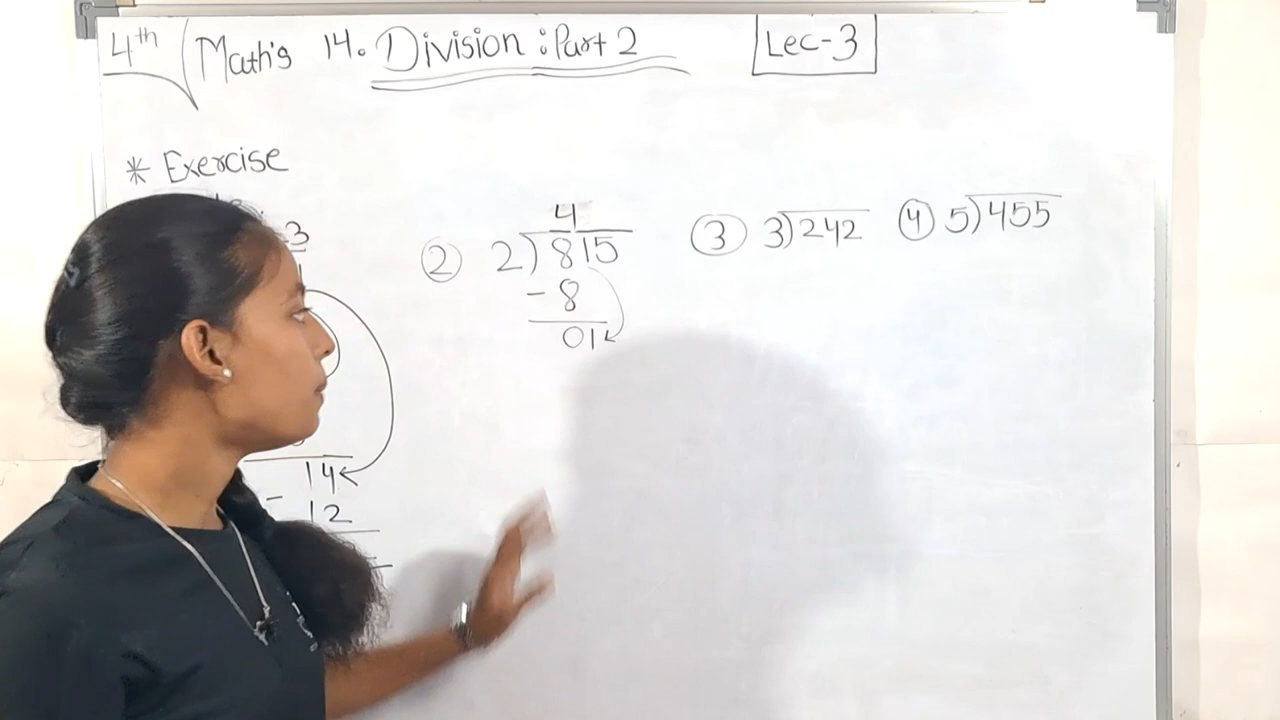 4th Math's 14. Division : Part 2 Lec-3
* Exercise
3
14
- 12
② 4
2)815
- 8
01
③ 3)242 ④ 5)455